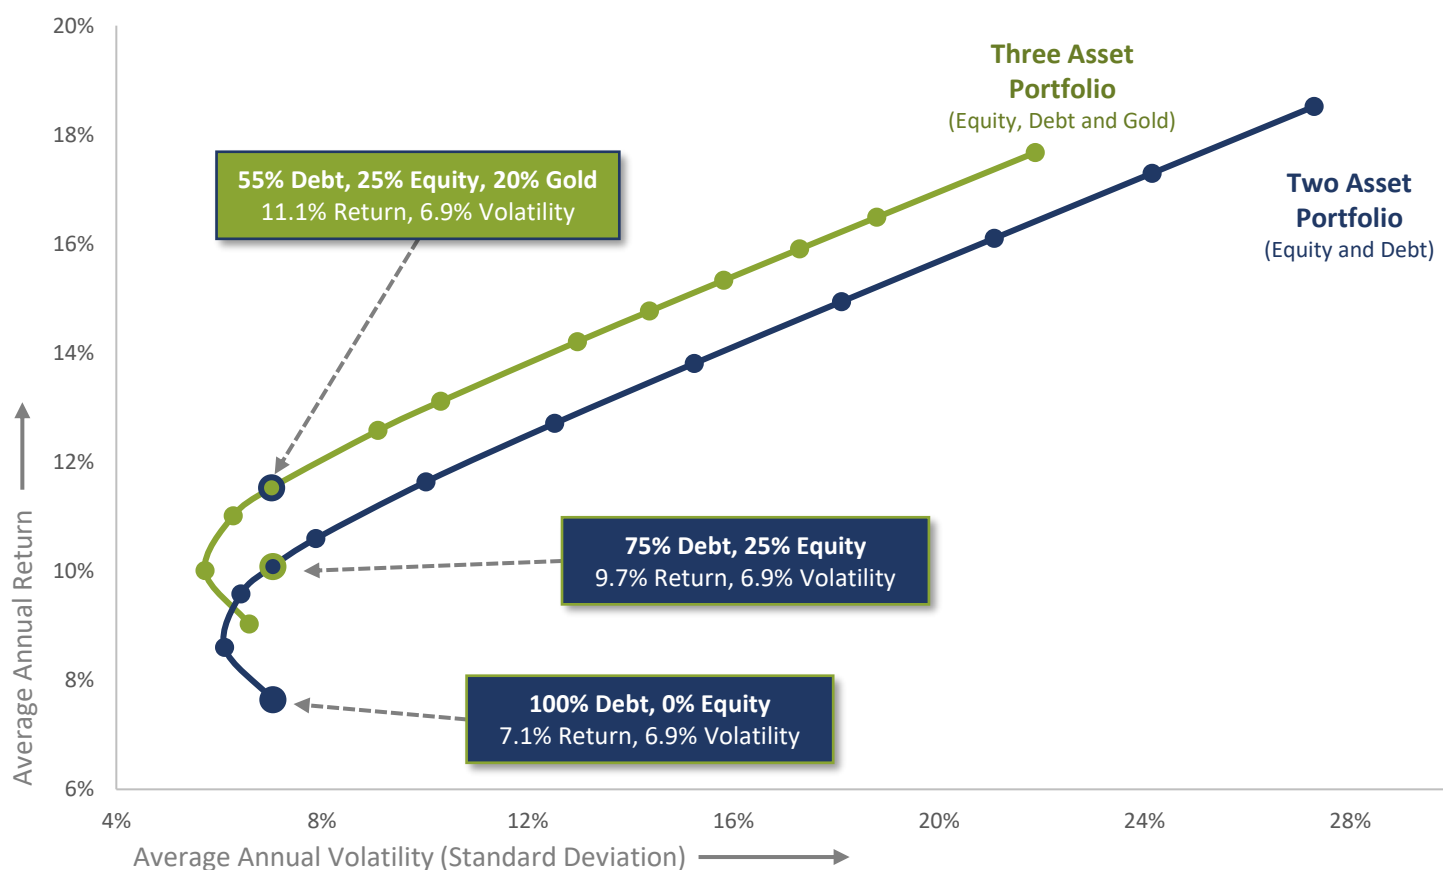 20%
18%
16%
14%
12%
10%
8%
6%
4%
8%
12%
16%
20%
24%
28%
Average Annual Return
Average Annual Volatility (Standard Deviation)
Three Asset
Portfolio
(Equity, Debt and Gold)
Two Asset
Portfolio
(Equity and Debt)
55% Debt, 25% Equity, 20% Gold
11.1% Return, 6.9% Volatility
75% Debt, 25% Equity
9.7% Return, 6.9% Volatility
100% Debt, 0% Equity
7.1% Return, 6.9% Volatility